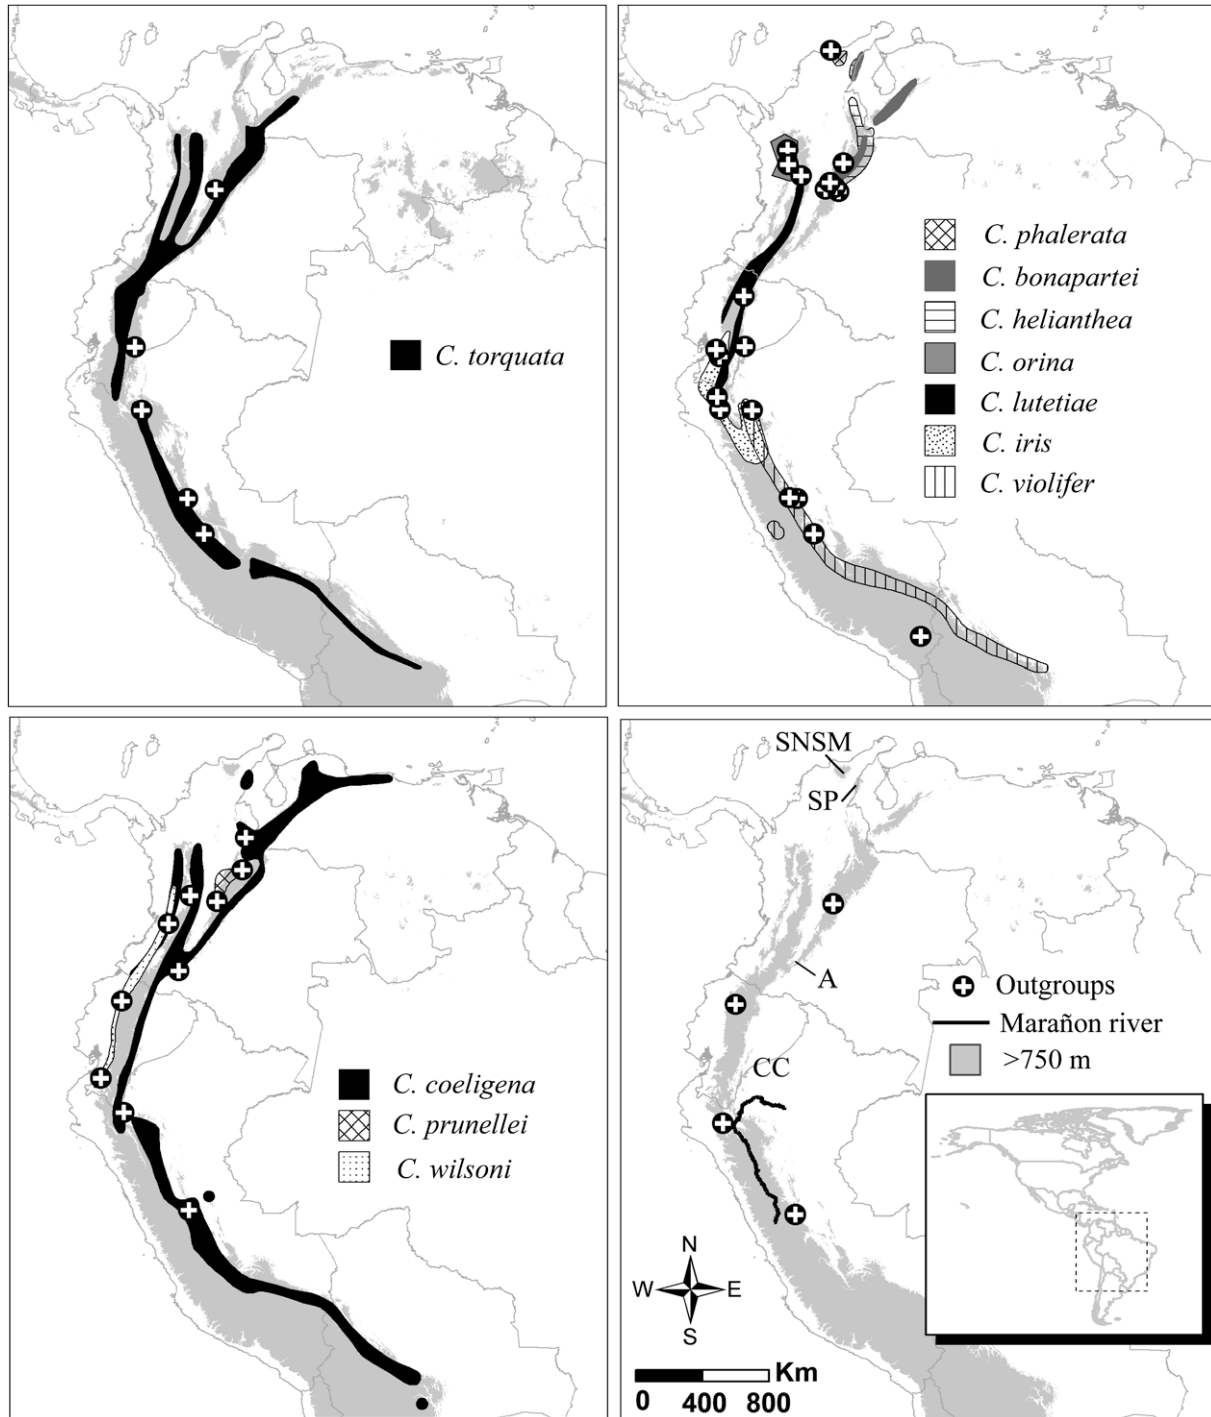 C. torquata
C. phalerata
C. bonapartei
C. helianthea
C. orina
C. lutetiae
C. iris
C. violifer
C. coeligena
C. prunellei
C. wilsoni
SNSM
SP
A
Outgroups
Marañon river
>750 m
CC
N
W E
S
Km
0 400 800